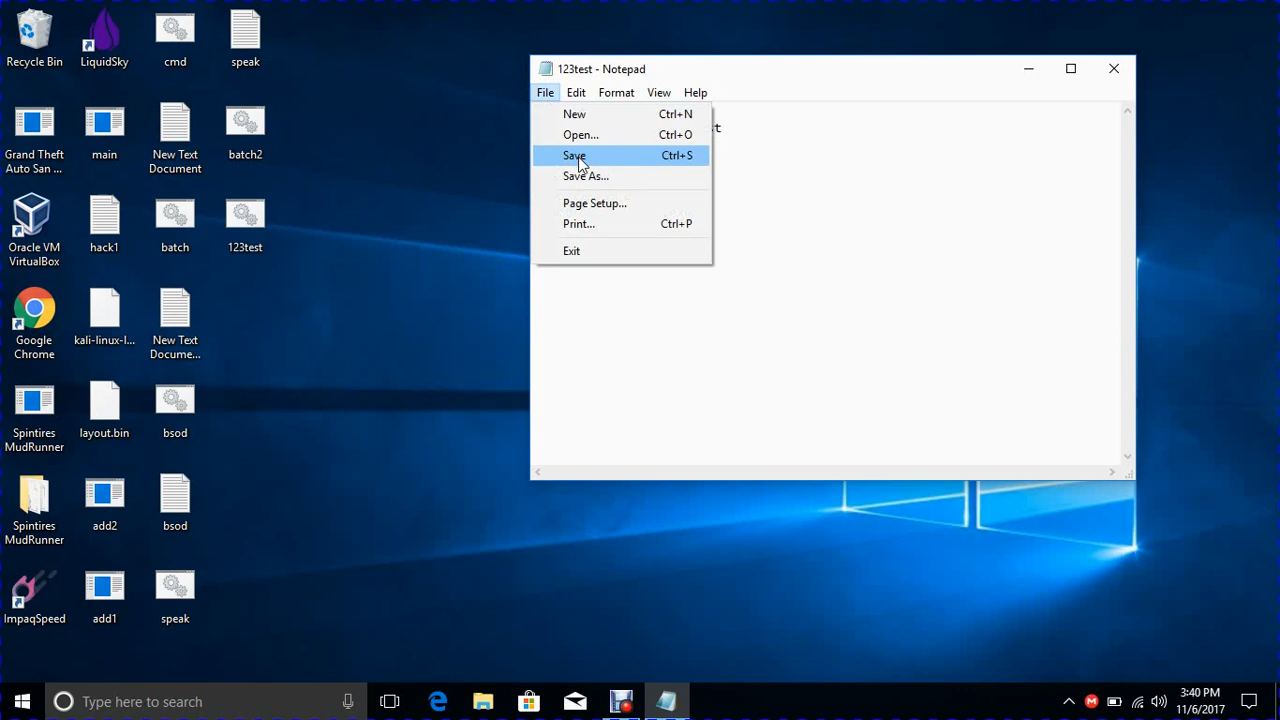 Recycle Bin
LiquidSky
cmd
speak
Grand Theft
Auto San ...
main
New Text
Document
batch2
Oracle VM
VirtualBox
hack1
batch
123test
Google
Chrome
kali-linux-l...
New Text
Docume...
Spintires
MudRunner
layout.bin
bsod
Spintires
MudRunner
add2
bsod
ImpaqSpeed
add1
speak
123test - Notepad
File Edit Format View Help
New Ctrl+N
Open... Ctrl+O
Save Ctrl+S
Save As...
Page Setup...
Print... Ctrl+P
Exit
Type here to search
3:40 PM
11/6/2017